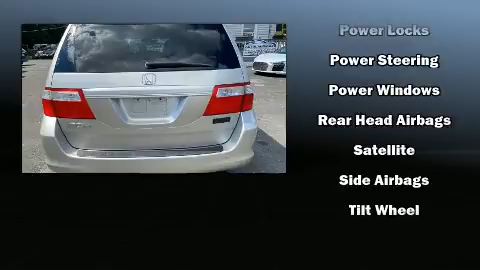 Power Locks
Power Steering
Power Windows
Rear Head Airbags
Satellite
Side Airbags
Tilt Wheel